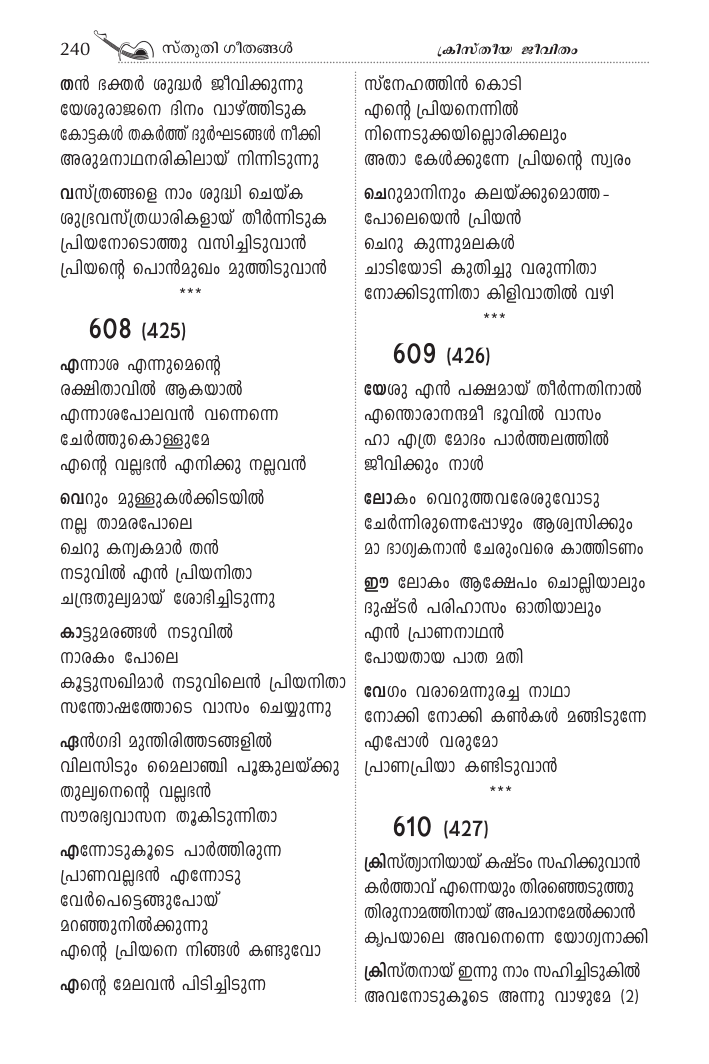 240 സ്തുതി ഗീതങ്ങൾ ക്രിസ്തീയ ജീവിതം
തൻ ഭക്തർ ശുദ്ധർ ജീവിക്കുന്നു
യേശുരാജനെ ദിനം വാഴ്ത്തിടുക
കോട്ടകൾ തകർത്ത് ദുർഘടങ്ങൾ നീക്കി
അരുമനാഥനരികിലായ് നിന്നിടുന്നു
വസ്ത്രങ്ങളെ നാം ശുദ്ധി ചെയ്ക
ശുഭ്രവസ്ത്രധാരികളായ് തീർന്നിടുക
പ്രിയനോടൊത്തു വസിച്ചിടുവാൻ
പ്രിയന്റെ പൊൻമുഖം മുത്തിടുവാൻ
***
608 (425)
എന്നാശ എന്നുമെന്റെ
രക്ഷിതാവിൽ ആകയാൽ
എന്നാശപോലവൻ വന്നെന്നെ
ചേർത്തുകൊള്ളുമേ
എന്റെ വല്ലഭൻ എനിക്കു നല്ലവൻ
വെറും മുള്ളുകൾക്കിടയിൽ
നല്ല താമരപോലെ
ചെറു കന്യകമാർ തൻ
നടുവിൽ എൻ പ്രിയനിതാ
ചന്ദ്രതുല്യമായ് ശോഭിച്ചിടുന്നു
കാട്ടുമരങ്ങൾ നടുവിൽ
നാരകം പോലെ
കൂട്ടുസഖിമാർ നടുവിലെൻ പ്രിയനിതാ
സന്തോഷത്തോടെ വാസം ചെയ്യുന്നു
ഏൻഗദി മുന്തിരിത്തടങ്ങളിൽ
വിലസിടും മൈലാഞ്ചി പൂങ്കുലയ്ക്കു
തുല്യനെന്റെ വല്ലഭൻ
സൗരഭ്യവാസന തൂകിടുന്നിതാ
എന്നോടുകൂടെ പാർത്തിരുന്ന
പ്രാണവല്ലഭൻ എന്നോടു
വേർപെട്ടെങ്ങുപോയ്
മറഞ്ഞുനിൽക്കുന്നു
എന്റെ പ്രിയനെ നിങ്ങൾ കണ്ടുവോ
എന്റെ മേലവൻ പിടിച്ചിടുന്ന
സ്നേഹത്തിൻ കൊടി
എന്റെ പ്രിയനെന്നിൽ
നിന്നെടുക്കയില്ലൊരിക്കലും
അതാ കേൾക്കുന്നേ പ്രിയന്റെ സ്വരം
ചെറുമാനിനും കലയ്ക്കുമൊത്ത-
പോലെയെൻ പ്രിയൻ
ചെറു കുന്നുമലകൾ
ചാടിയോടി കുതിച്ചു വരുന്നിതാ
നോക്കിടുന്നിതാ കിളിവാതിൽ വഴി
***
609 (426)
യേശു എൻ പക്ഷമായ് തീർന്നതിനാൽ
എന്തൊരാനന്ദമീ ഭൂവിൽ വാസം
ഹാ എത്ര മോദം പാർത്തലത്തിൽ
ജീവിക്കും നാൾ
ലോകം വെറുത്തവരേശുവോടു
ചേർന്നിരുന്നെപ്പോഴും ആശ്വസിക്കും
മാ ഭാഗ്യകനാൻ ചേരുംവരെ കാത്തിടണം
ഈ ലോകം ആക്ഷേപം ചൊല്ലിയാലും
ദുഷ്ടർ പരിഹാസം ഓതിയാലും
എൻ പ്രാണനാഥൻ
പോയതായ പാത മതി
വേഗം വരാമെന്നുരച്ച നാഥാ
നോക്കി നോക്കി കൺകൾ മങ്ങിടുന്നേ
എപ്പോൾ വരുമോ
പ്രാണപ്രിയാ കണ്ടിടുവാൻ
***
610 (427)
ക്രിസ്ത്യാനിയായ് കഷ്ടം സഹിക്കുവാൻ
കർത്താവ് എന്നെയും തിരഞ്ഞെടുത്തു
തിരുനാമത്തിനായ് അപമാനമേൽക്കാൻ
കൃപയാലെ അവനെന്നെ യോഗ്യനാക്കി
ക്രിസ്തനായ് ഇന്നു നാം സഹിച്ചിടുകിൽ
അവനോടുകൂടെ അന്നു വാഴുമേ (2)